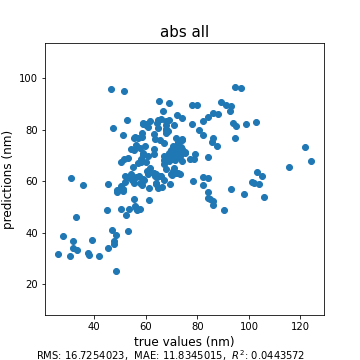 abs all
100
80
60
40
20
predictions (nm)
40 60 80 100 120
true values (nm)
RMS: 16.7254023, MAE: 11.8345015, R²: 0.0443572